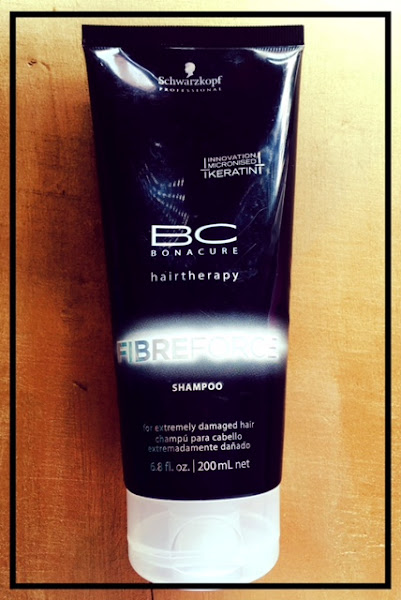 Schwarzkopf
PROFESSIONAL
INNOVATION
MICRONISED
KERATIN
BC
BONACURE
hairtherapy
FIBREFORCE
SHAMPOO
for extremely damaged hair
champú para cabello
extremadamente dañado
6.8 fl. oz. | 200 mL net